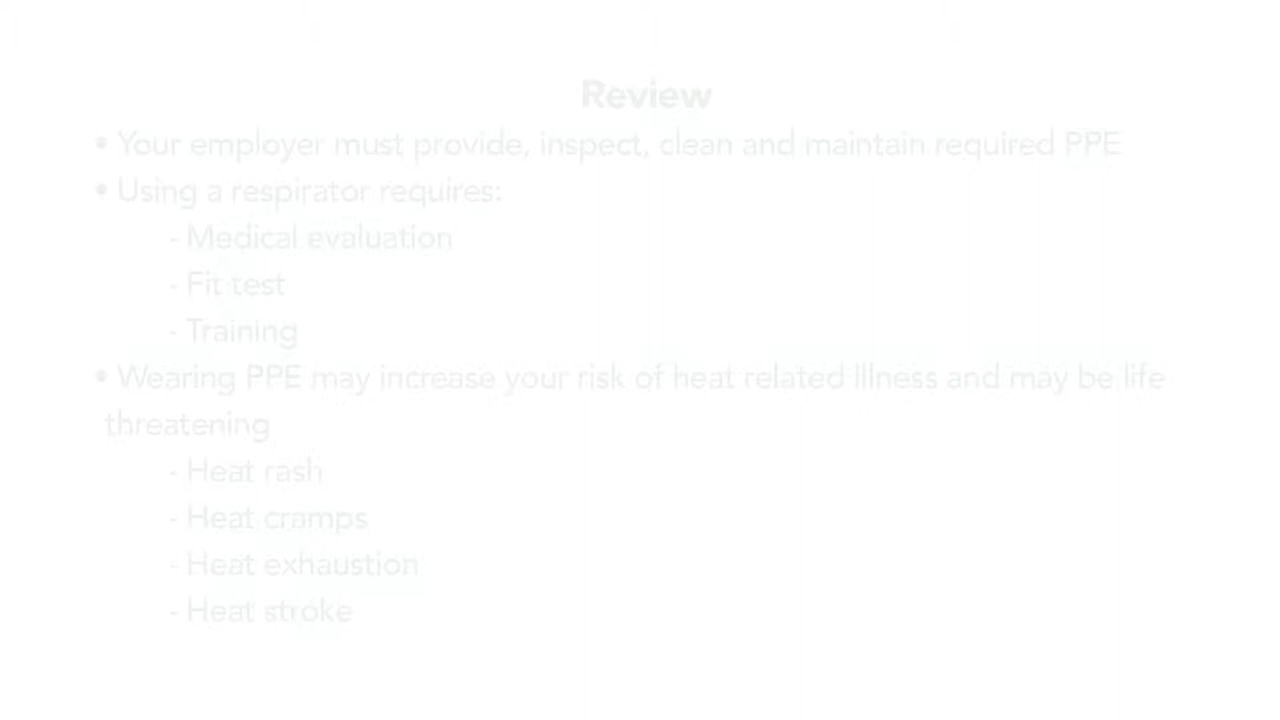 Review
• Your employer must provide, inspect, clean and maintain required PPE
• Using a respirator requires:
- Medical evaluation
- Fit test
- Training
• Wearing PPE may increase your risk of heat related Illness and may be life
threatening
- Heat rash
- Heat cramps
- Heat exhaustion
- Heat stroke